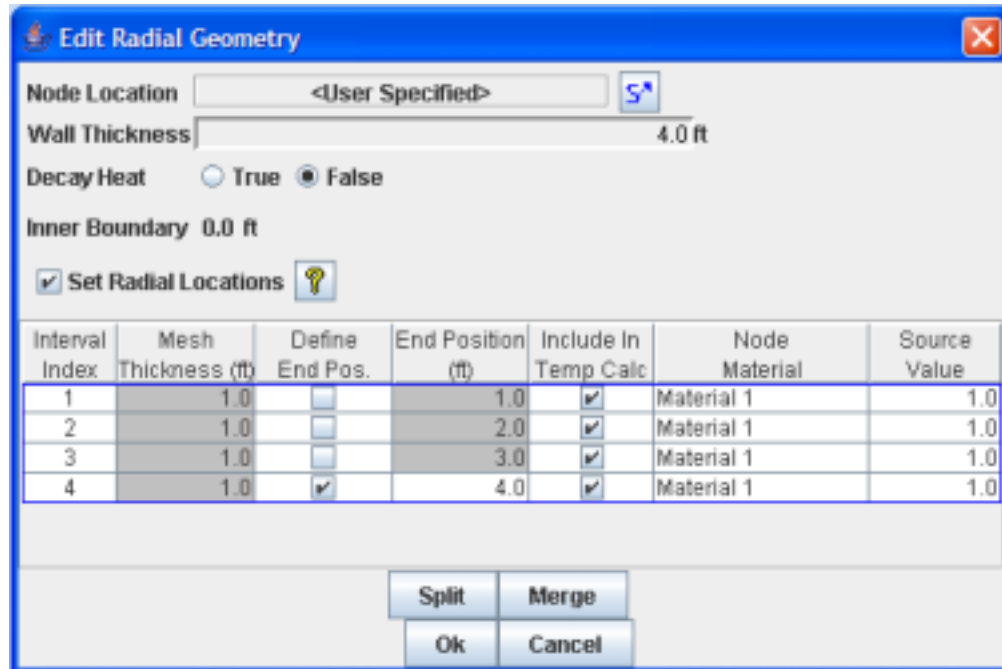 Edit Radial Geometry
Node Location <User Specified>
Wall Thickness 4.0 ft
Decay Heat True False
Inner Boundary 0.0 ft
Set Radial Locations
Interval Index Mesh Thickness (ft) Define End Pos. End Position (ft) Include In Temp Calc Node Material Source Value
1 1.0 1.0 Material 1 1.0
2 1.0 2.0 Material 1 1.0
3 1.0 3.0 Material 1 1.0
4 1.0 4.0 Material 1 1.0
Split Merge
Ok Cancel